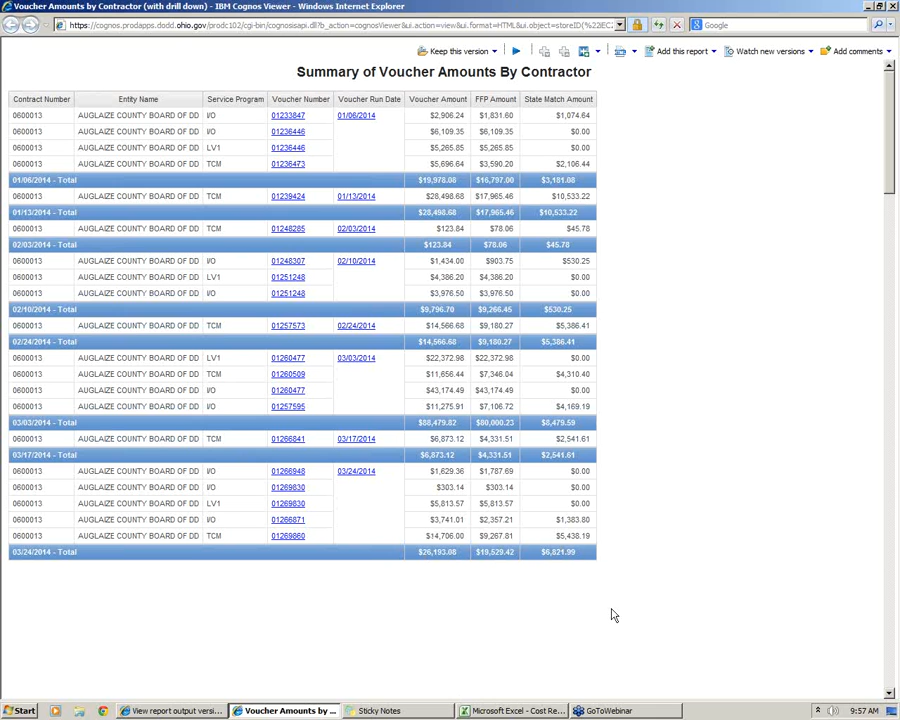 Voucher Amounts by Contractor (with drill down) - IBM Cognos Viewer - Windows Internet Explorer
https://cognos.prodapps.dodd.ohio.gov/prodc102/cgi-bin/cognosisapi.dll?b_action=cognosViewer&ui.action=view&ui.format=HTML&ui.object=storeID(%22EC2 Google
Keep this version Add this report Watch new versions Add comments
Summary of Voucher Amounts By Contractor
Contract Number Entity Name Service Program Voucher Number Voucher Run Date Voucher Amount FFP Amount State Match Amount
0600013 AUGLAIZE COUNTY BOARD OF DD I/O 01233847 01/06/2014 $2,906.24 $1,831.60 $1,074.64
0600013 AUGLAIZE COUNTY BOARD OF DD I/O 01236446 $6,109.35 $6,109.35 $0.00
0600013 AUGLAIZE COUNTY BOARD OF DD LV1 01236446 $5,265.85 $5,265.85 $0.00
0600013 AUGLAIZE COUNTY BOARD OF DD TCM 01236473 $5,696.64 $3,590.20 $2,106.44
01/06/2014 - Total $19,978.08 $16,797.00 $3,181.08
0600013 AUGLAIZE COUNTY BOARD OF DD TCM 01239424 01/13/2014 $28,498.68 $17,965.46 $10,533.22
01/13/2014 - Total $28,498.68 $17,965.46 $10,533.22
0600013 AUGLAIZE COUNTY BOARD OF DD TCM 01248285 02/03/2014 $123.84 $78.06 $45.78
02/03/2014 - Total $123.84 $78.06 $45.78
0600013 AUGLAIZE COUNTY BOARD OF DD I/O 01248307 02/10/2014 $1,434.00 $903.75 $530.25
0600013 AUGLAIZE COUNTY BOARD OF DD LV1 01251248 $4,386.20 $4,386.20 $0.00
0600013 AUGLAIZE COUNTY BOARD OF DD I/O 01251248 $3,976.50 $3,976.50 $0.00
02/10/2014 - Total $9,796.70 $9,266.45 $530.25
0600013 AUGLAIZE COUNTY BOARD OF DD TCM 01257573 02/24/2014 $14,566.68 $9,180.27 $5,386.41
02/24/2014 - Total $14,566.68 $9,180.27 $5,386.41
0600013 AUGLAIZE COUNTY BOARD OF DD LV1 01260477 03/03/2014 $22,372.98 $22,372.98 $0.00
0600013 AUGLAIZE COUNTY BOARD OF DD TCM 01260509 $11,656.44 $7,346.04 $4,310.40
0600013 AUGLAIZE COUNTY BOARD OF DD I/O 01260477 $43,174.49 $43,174.49 $0.00
0600013 AUGLAIZE COUNTY BOARD OF DD I/O 01257595 $11,275.91 $7,106.72 $4,169.19
03/03/2014 - Total $88,479.82 $80,000.23 $8,479.59
0600013 AUGLAIZE COUNTY BOARD OF DD TCM 01266841 03/17/2014 $6,873.12 $4,331.51 $2,541.61
03/17/2014 - Total $6,873.12 $4,331.51 $2,541.61
0600013 AUGLAIZE COUNTY BOARD OF DD I/O 01266948 03/24/2014 $1,629.36 $1,787.69 $0.00
0600013 AUGLAIZE COUNTY BOARD OF DD I/O 01269830 $303.14 $303.14 $0.00
0600013 AUGLAIZE COUNTY BOARD OF DD LV1 01269830 $5,813.57 $5,813.57 $0.00
0600013 AUGLAIZE COUNTY BOARD OF DD I/O 01266871 $3,741.01 $2,357.21 $1,383.80
0600013 AUGLAIZE COUNTY BOARD OF DD TCM 01269860 $14,706.00 $9,267.81 $5,438.19
03/24/2014 - Total $26,193.08 $19,529.42 $6,821.99
Start View report output versi... Voucher Amounts by ... Sticky Notes Microsoft Excel - Cost Re... GoToWebinar 9:57 AM